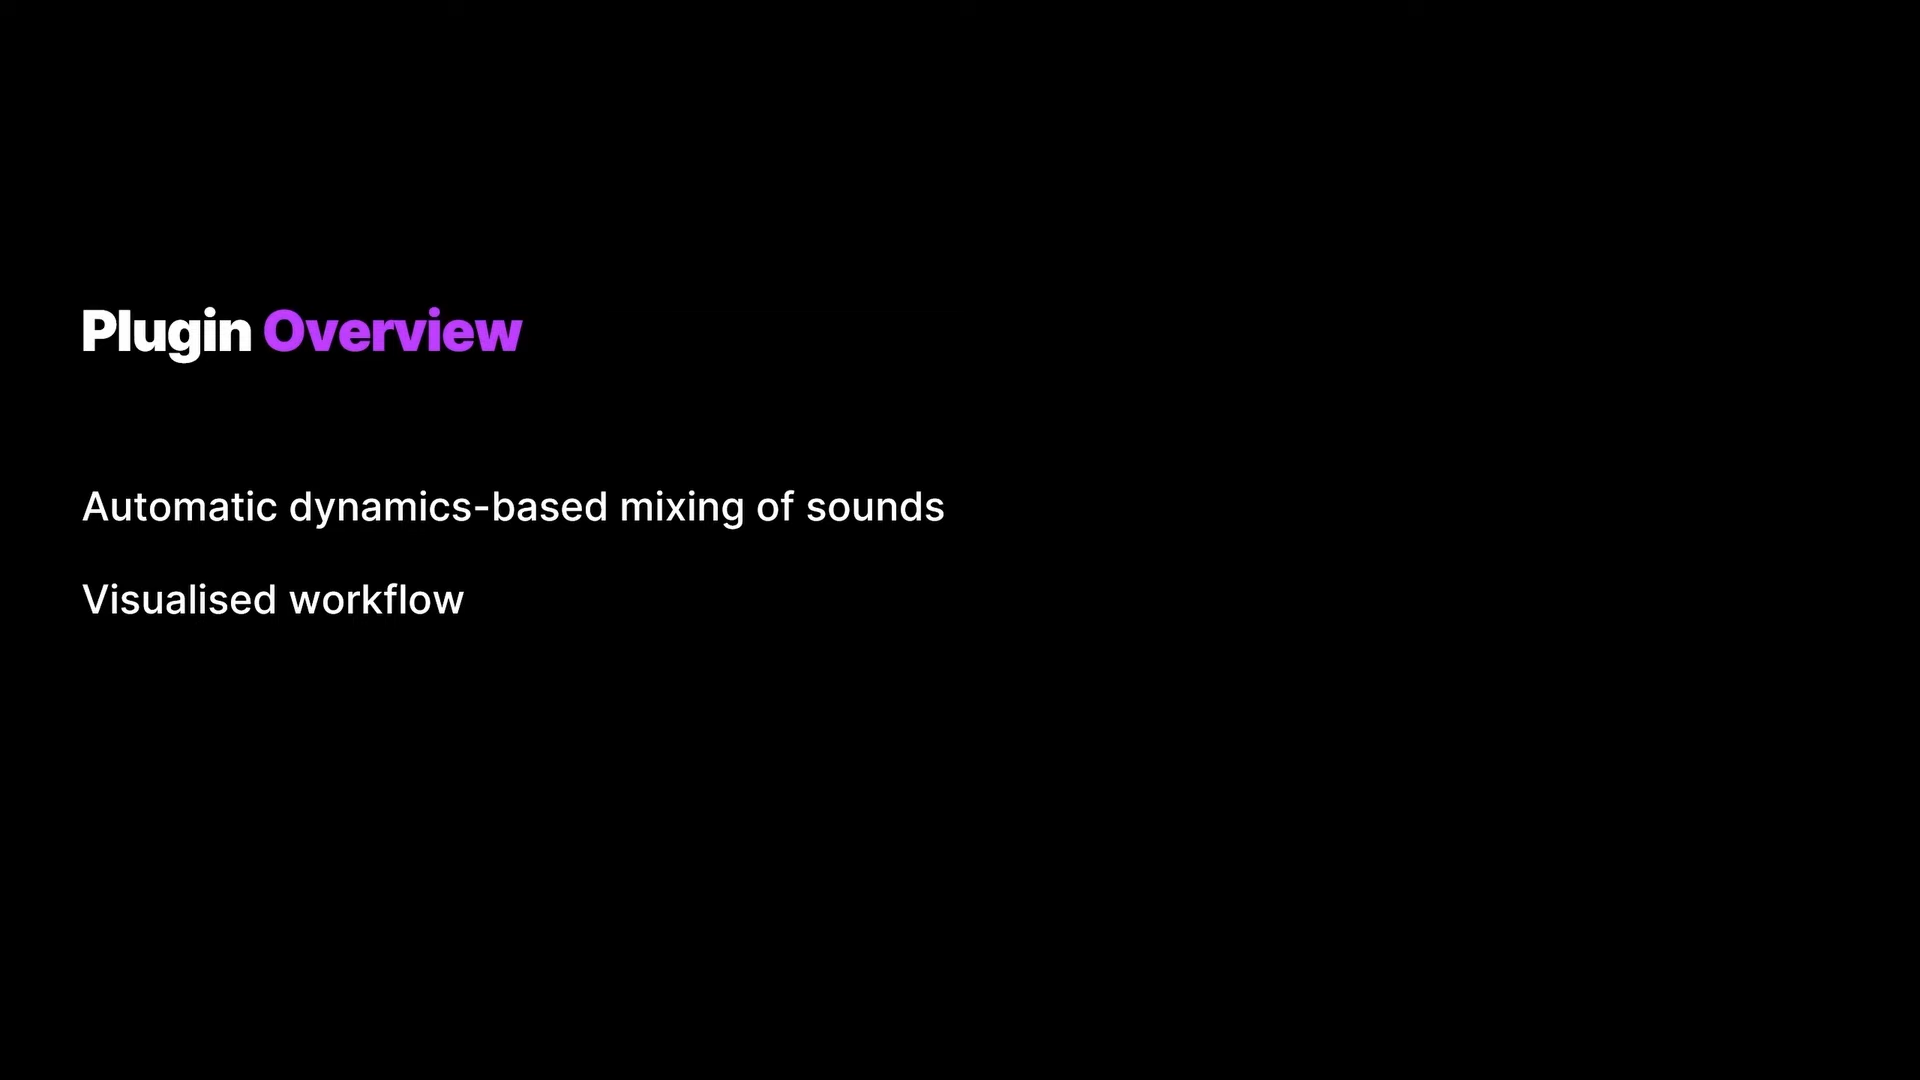 Plugin Overview
Automatic dynamics-based mixing of sounds
Visualised workflow